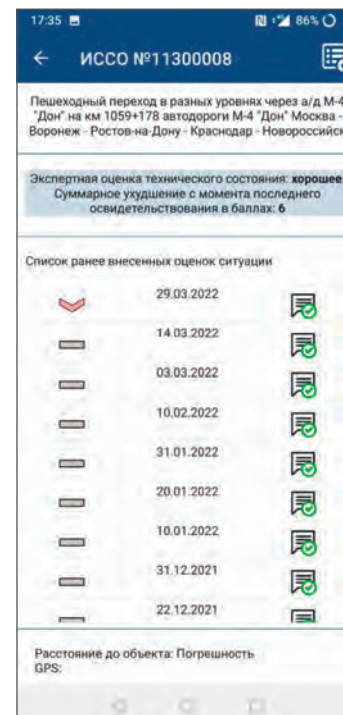 17:35 86%
ИССО №11300008
Пешеходный переход в разных уровнях через а/д М-4
"Дон" на км 1059+178 автодороги М-4 "Дон" Москва -
Воронеж - Ростов-на-Дону - Краснодар - Новороссийск
Экспертная оценка технического состояния: хорошее
Суммарное ухудшение с момента последнего
освидетельствования в баллах: 6
Список ранее внесенных оценок ситуации
29.03.2022
14.03.2022
03.03.2022
10.02.2022
31.01.2022
20.01.2022
10.01.2022
31.12.2021
22.12.2021
Расстояние до объекта: Погрешность
GPS: